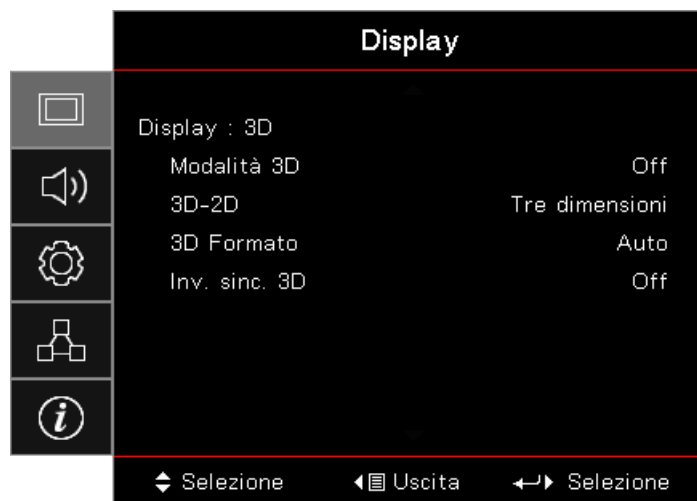 Display
Display : 3D
Modalità 3D Off
3D-2D Tre dimensioni
3D Formato Auto
Inv. sinc. 3D Off
i
Selezione Uscita Selezione